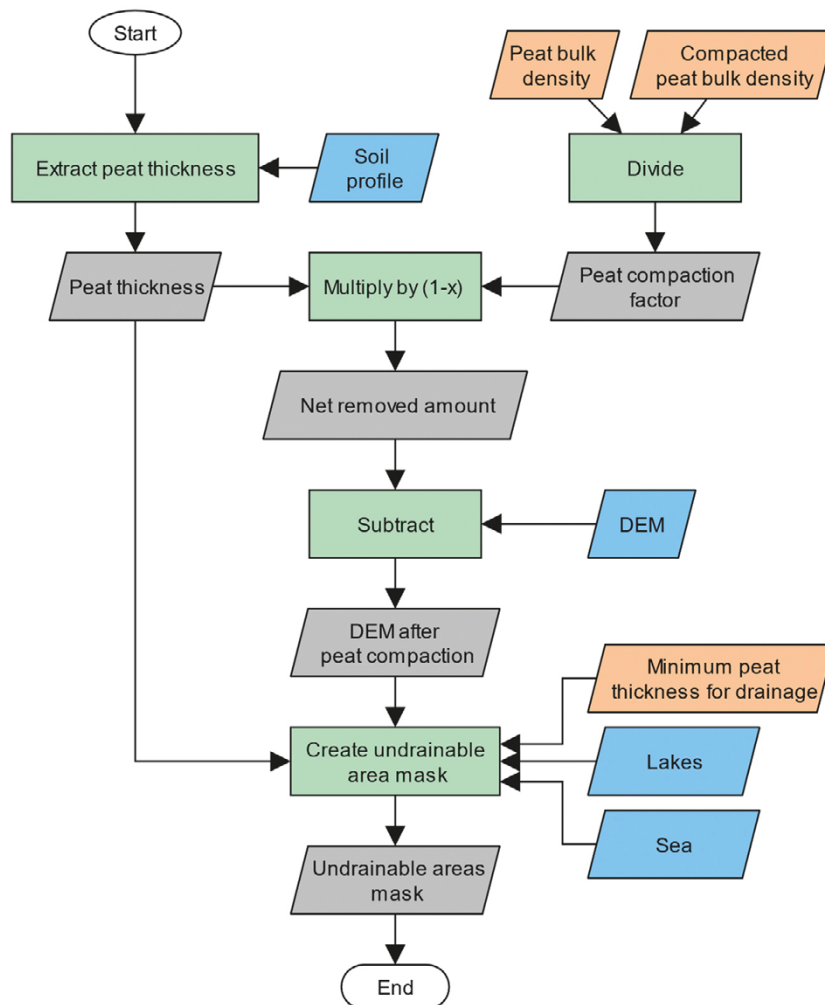 Start
Peat bulk
density
Compacted
peat bulk density
Extract peat thickness
Soil
profile
Divide
Peat thickness
Multiply by (1-x)
Peat compaction
factor
Net removed amount
Subtract
DEM
DEM after
peat compaction
Minimum peat
thickness for drainage
Create undrainable
area mask
Lakes
Sea
Undrainable areas
mask
End